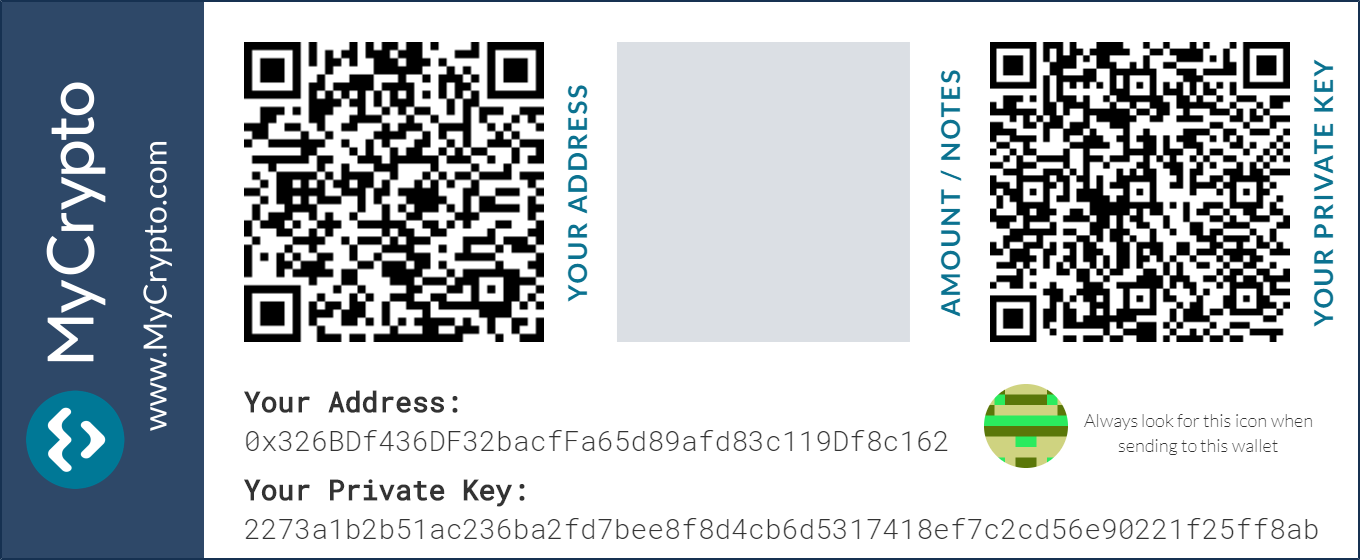 MyCrypto
www.MyCrypto.com
YOUR ADDRESS
AMOUNT / NOTES
YOUR PRIVATE KEY
Your Address:
0x326BDf436DF32bacfFa65d89afd83c119Df8c162
Always look for this icon when
sending to this wallet
Your Private Key:
2273a1b2b51ac236ba2fd7bee8f8d4cb6d5317418ef7c2cd56e90221f25ff8ab